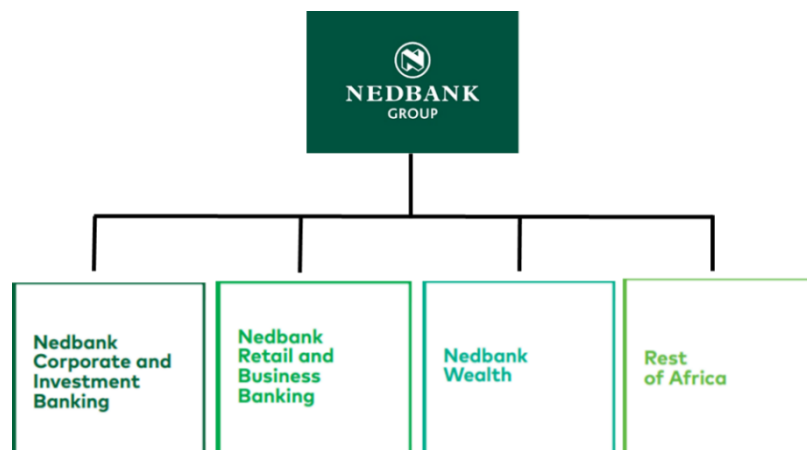 NEDBANK
GROUP
Nedbank
Corporate and
Investment
Banking
Nedbank
Retail and
Business
Banking
Nedbank
Wealth
Rest
of Africa